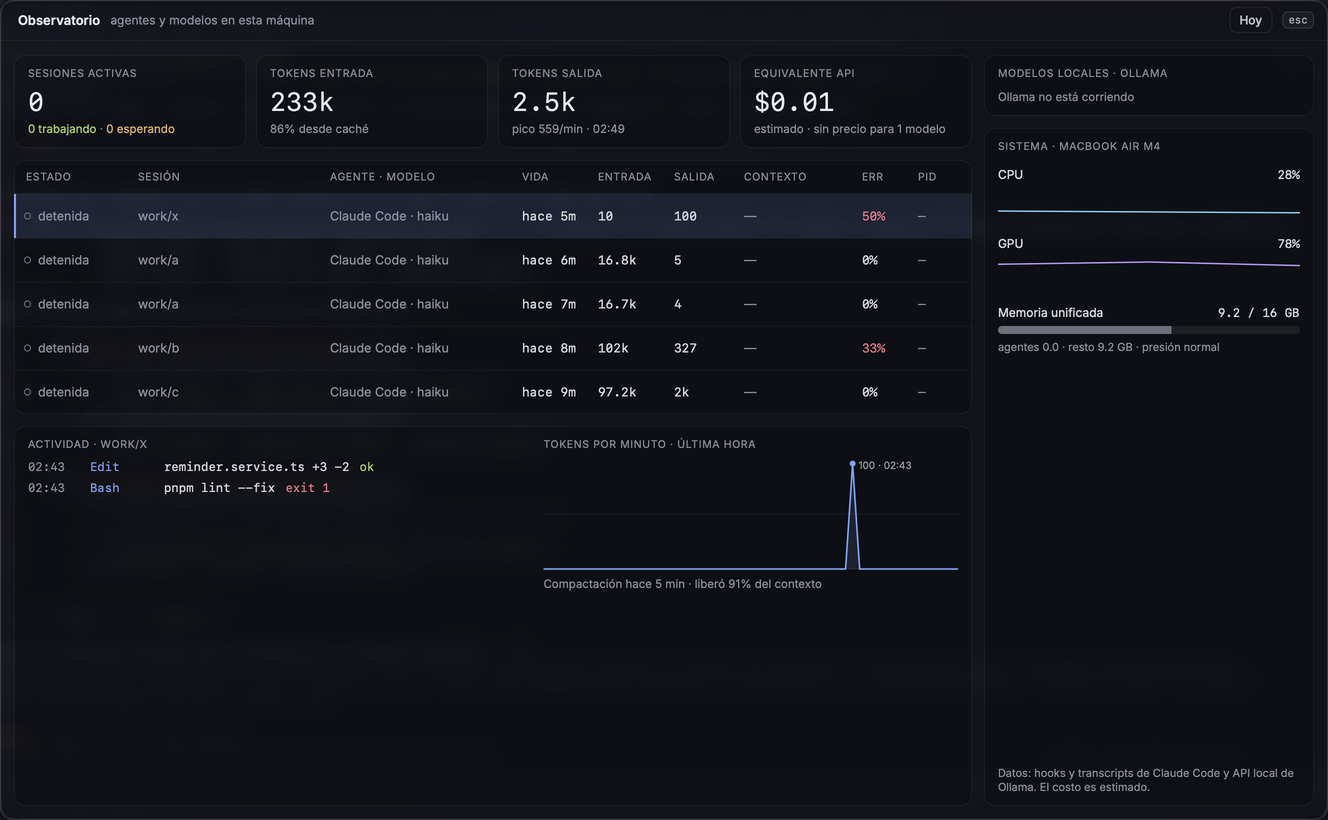 Observatorio agentes y modelos en esta máquina Hoy esc
SESIONES ACTIVAS
0
0 trabajando · 0 esperando
TOKENS ENTRADA
233k
86% desde caché
TOKENS SALIDA
2.5k
pico 559/min · 02:49
EQUIVALENTE API
$0.01
estimado · sin precio para 1 modelo
MODELOS LOCALES · OLLAMA
Ollama no está corriendo
ESTADO SESIÓN AGENTE · MODELO VIDA ENTRADA SALIDA CONTEXTO ERR PID
detenida work/x Claude Code · haiku hace 5m 10 100 — 50% —
detenida work/a Claude Code · haiku hace 6m 16.8k 5 — 0% —
detenida work/a Claude Code · haiku hace 7m 16.7k 4 — 0% —
detenida work/b Claude Code · haiku hace 8m 102k 327 — 33% —
detenida work/c Claude Code · haiku hace 9m 97.2k 2k — 0% —
SISTEMA · MACBOOK AIR M4
CPU 28%
GPU 78%
Memoria unificada 9.2 / 16 GB
agentes 0.0 · resto 9.2 GB · presión normal
ACTIVIDAD · WORK/X
02:43 Edit reminder.service.ts +3 −2 ok
02:43 Bash pnpm lint --fix exit 1
TOKENS POR MINUTO · ÚLTIMA HORA
100 · 02:43
Compactación hace 5 min · liberó 91% del contexto
Datos: hooks y transcripts de Claude Code y API local de
Ollama. El costo es estimado.